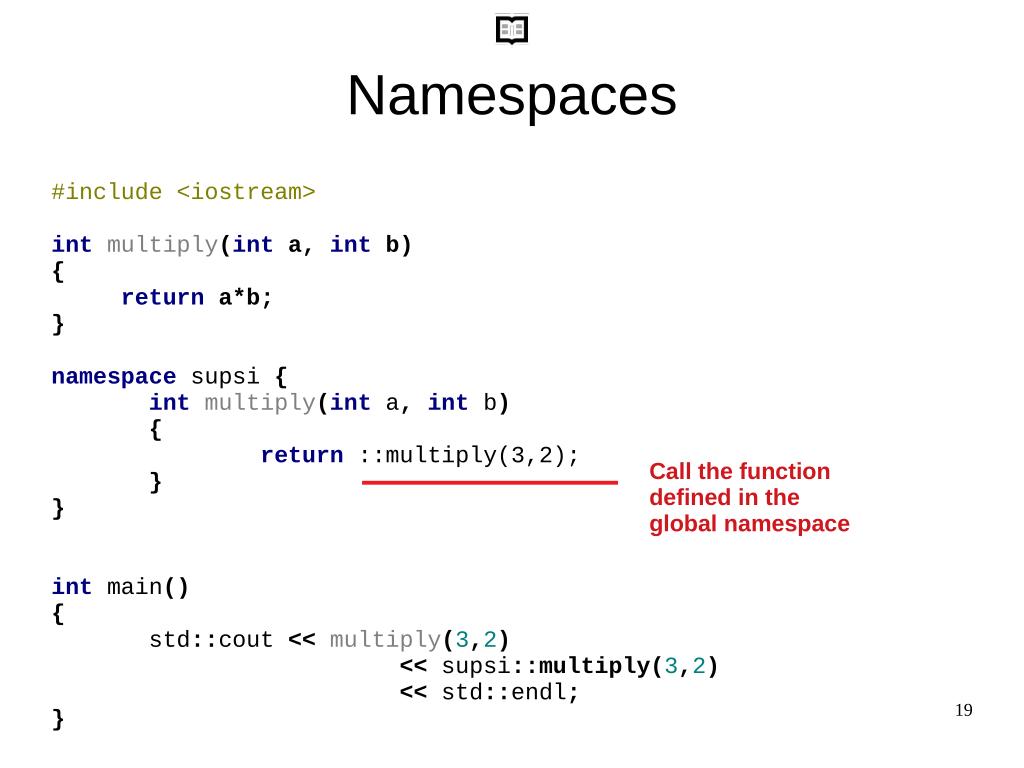 Namespaces
#include <iostream>
int multiply(int a, int b)
{
return a*b;
}
namespace supsi {
int multiply(int a, int b)
{
return ::multiply(3,2);
}
}
Call the function
defined in the
global namespace
int main()
{
std::cout << multiply(3,2)
<< supsi::multiply(3,2)
<< std::endl;
}
19